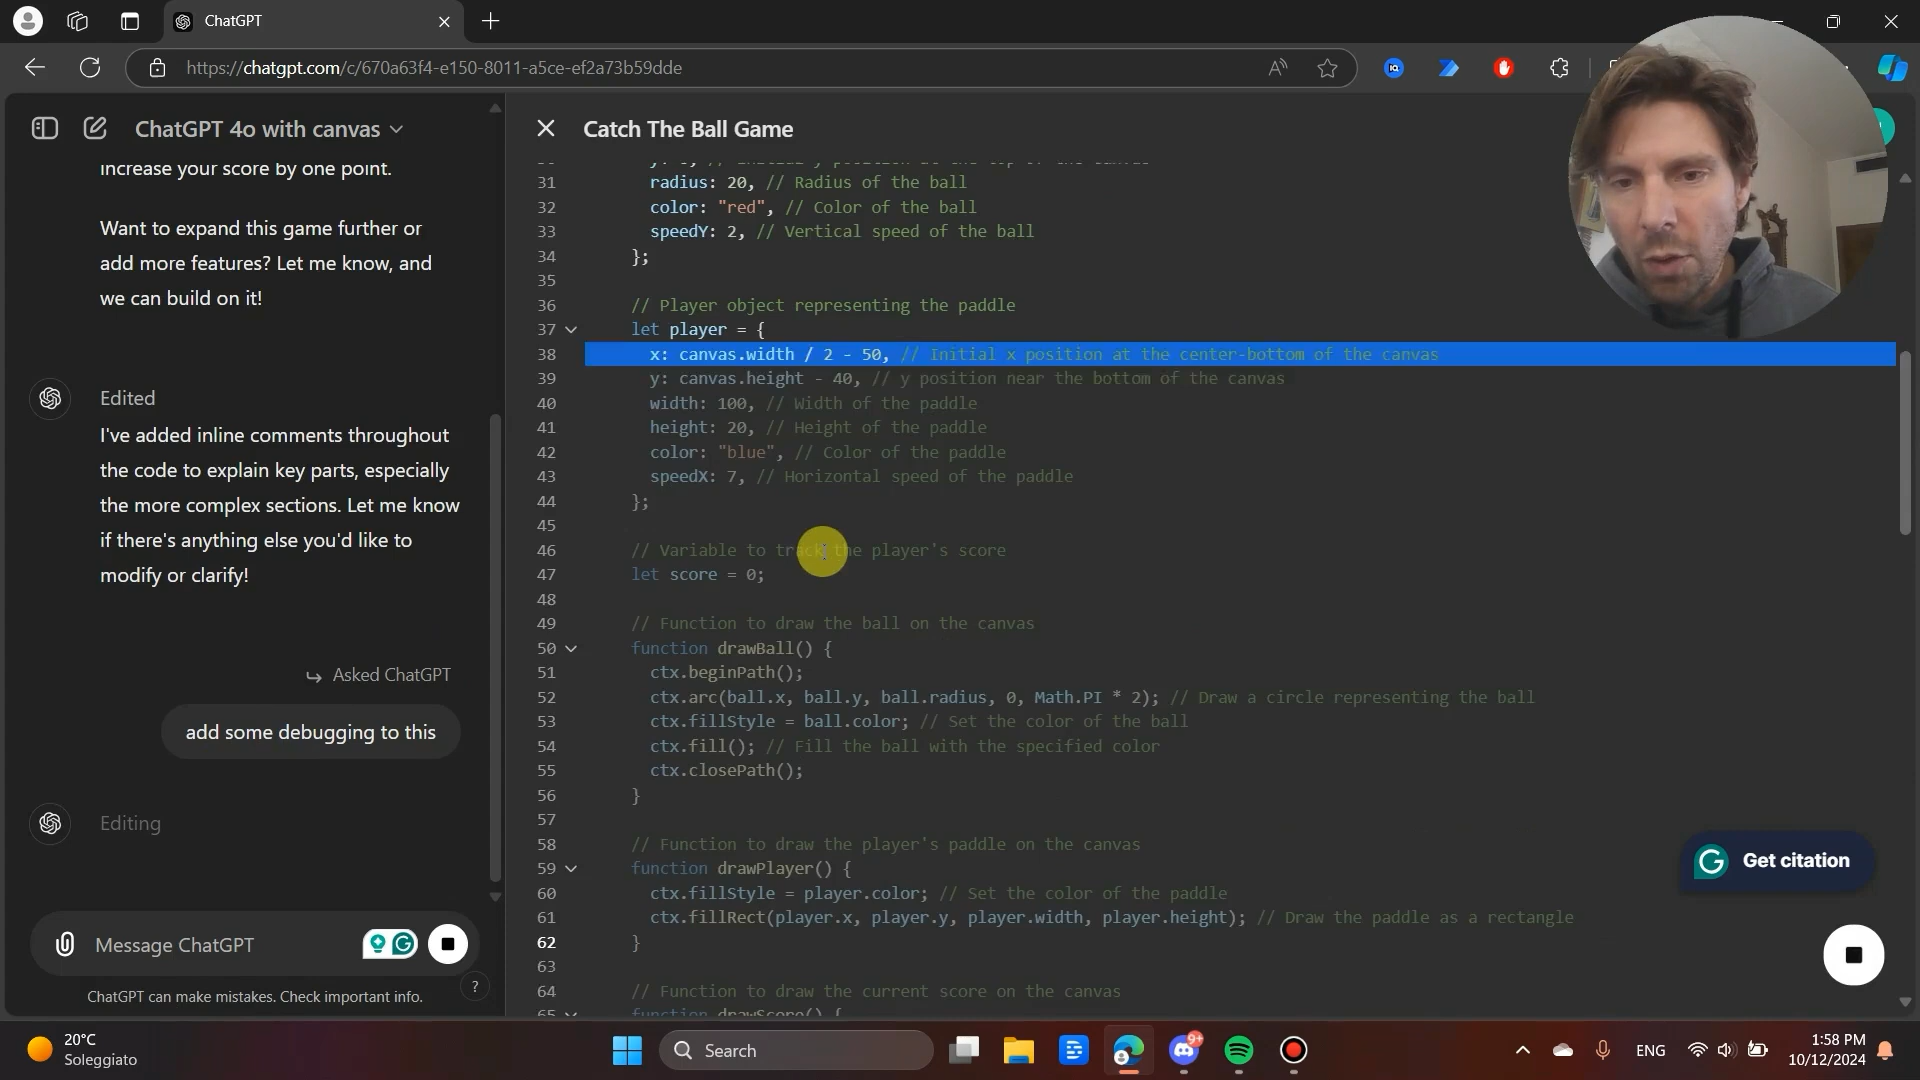 ChatGPT
https://chatgpt.com/c/670a63f4-e150-8011-a5ce-ef2a73b59dde
ChatGPT 4o with canvas
increase your score by one point.
Want to expand this game further or
add more features? Let me know, and
we can build on it!
Edited
I've added inline comments throughout
the code to explain key parts, especially
the more complex sections. Let me know
if there's anything else you'd like to
modify or clarify!
Asked ChatGPT
add some debugging to this
Editing
Message ChatGPT
ChatGPT can make mistakes. Check important info.
?
Catch The Ball Game
31 radius: 20, // Radius of the ball
32 color: "red", // Color of the ball
33 speedY: 2, // Vertical speed of the ball
34 };
35
36 // Player object representing the paddle
37 let player = {
38 x: canvas.width / 2 - 50, // Initial x position at the center-bottom of the canvas
39 y: canvas.height - 40, // y position near the bottom of the canvas
40 width: 100, // Width of the paddle
41 height: 20, // Height of the paddle
42 color: "blue", // Color of the paddle
43 speedX: 7, // Horizontal speed of the paddle
44 };
45
46 // Variable to track the player's score
47 let score = 0;
48
49 // Function to draw the ball on the canvas
50 function drawBall() {
51 ctx.beginPath();
52 ctx.arc(ball.x, ball.y, ball.radius, 0, Math.PI * 2); // Draw a circle representing the ball
53 ctx.fillStyle = ball.color; // Set the color of the ball
54 ctx.fill(); // Fill the ball with the specified color
55 ctx.closePath();
56 }
57
58 // Function to draw the player's paddle on the canvas
59 function drawPlayer() {
60 ctx.fillStyle = player.color; // Set the color of the paddle
61 ctx.fillRect(player.x, player.y, player.width, player.height); // Draw the paddle as a rectangle
62 }
63
64 // Function to draw the current score on the canvas
65 function drawScore() {
Get citation
20°C
Soleggiato
Search
9+
ENG
1:58 PM
10/12/2024